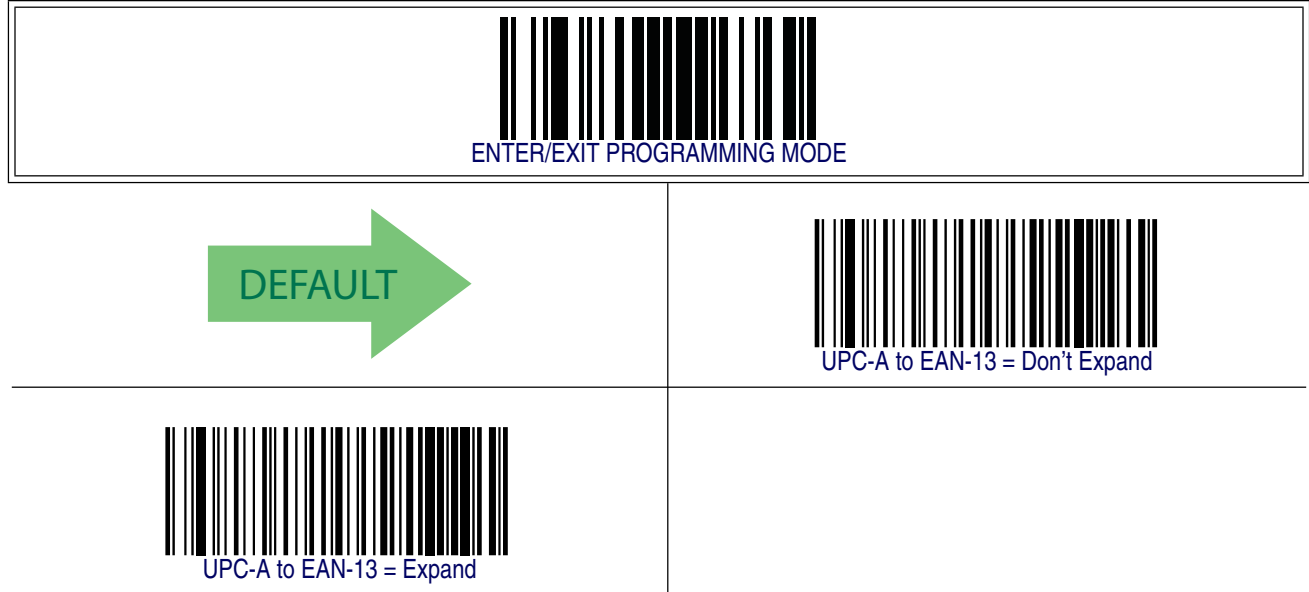 ENTER/EXIT PROGRAMMING MODE
DEFAULT
UPC-A to EAN-13 = Don't Expand
UPC-A to EAN-13 = Expand